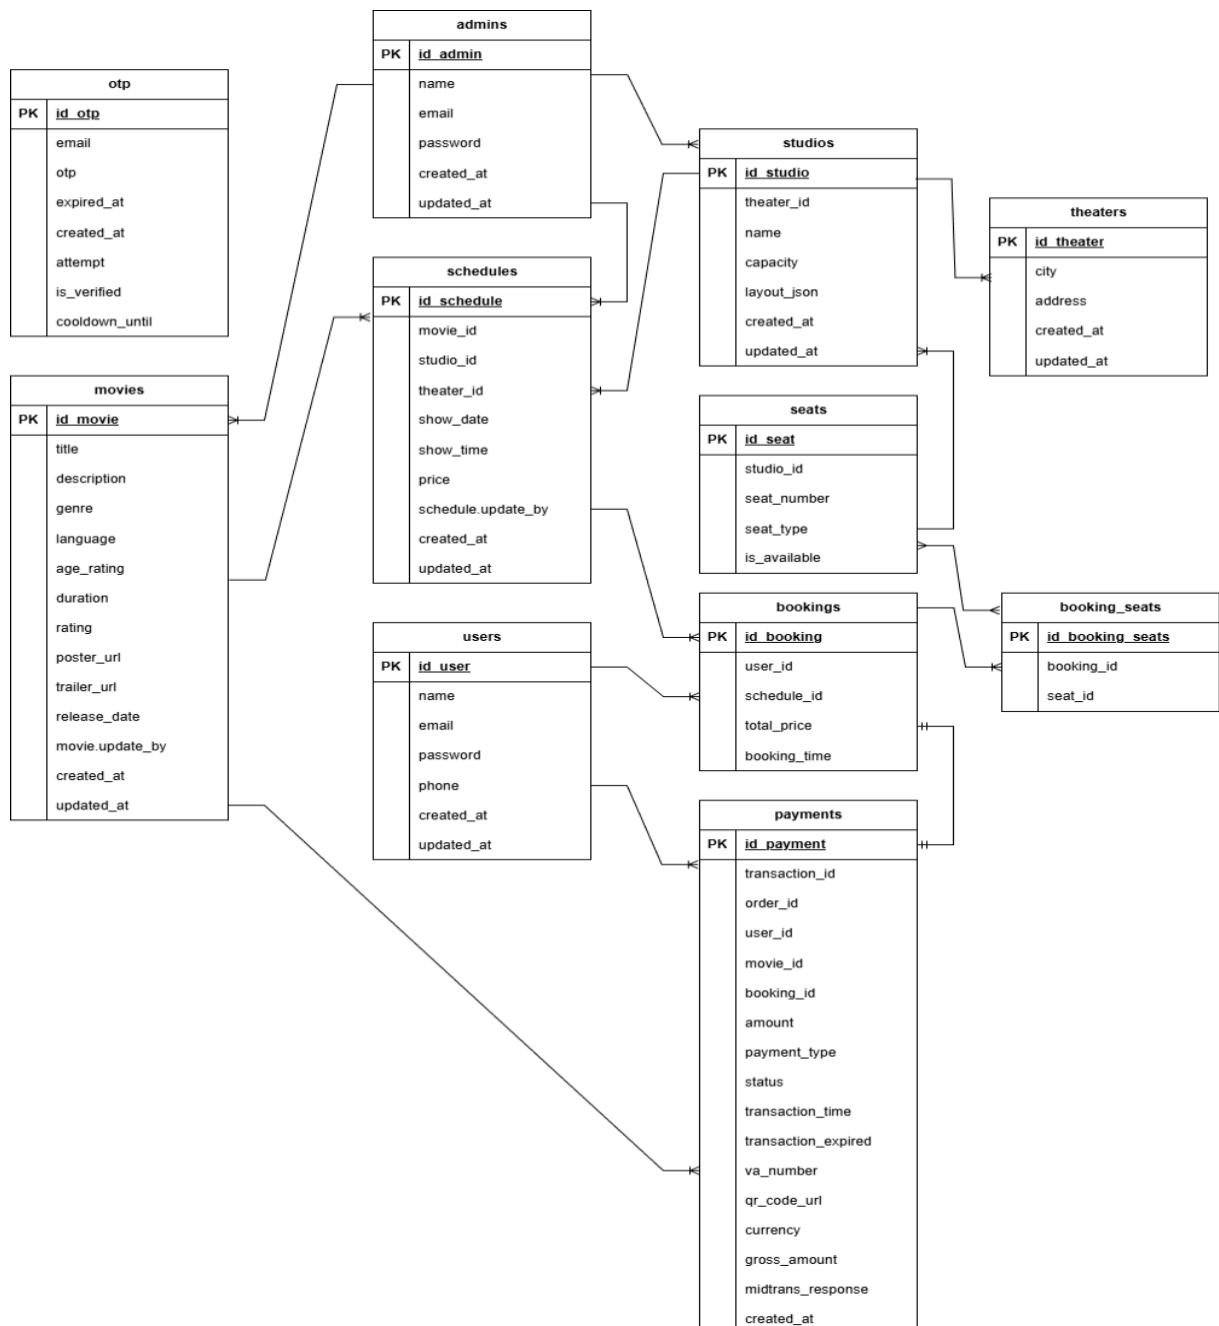 admins
PK id_admin
name
email
password
created_at
updated_at
otp
PK id_otp
email
otp
expired_at
created_at
attempt
is_verified
cooldown_until
studios
PK id_studio
theater_id
name
capacity
layout_json
created_at
updated_at
theaters
PK id_theater
city
address
created_at
updated_at
schedules
PK id_schedule
movie_id
studio_id
theater_id
show_date
show_time
price
schedule.update_by
created_at
updated_at
movies
PK id_movie
title
description
genre
language
age_rating
duration
rating
poster_url
trailer_url
release_date
movie.update_by
created_at
updated_at
seats
PK id_seat
studio_id
seat_number
seat_type
is_available
bookings
PK id_booking
user_id
schedule_id
total_price
booking_time
booking_seats
PK id_booking_seats
booking_id
seat_id
users
PK id_user
name
email
password
phone
created_at
updated_at
payments
PK id_payment
transaction_id
order_id
user_id
movie_id
booking_id
amount
payment_type
status
transaction_time
transaction_expired
va_number
qr_code_url
currency
gross_amount
midtrans_response
created_at